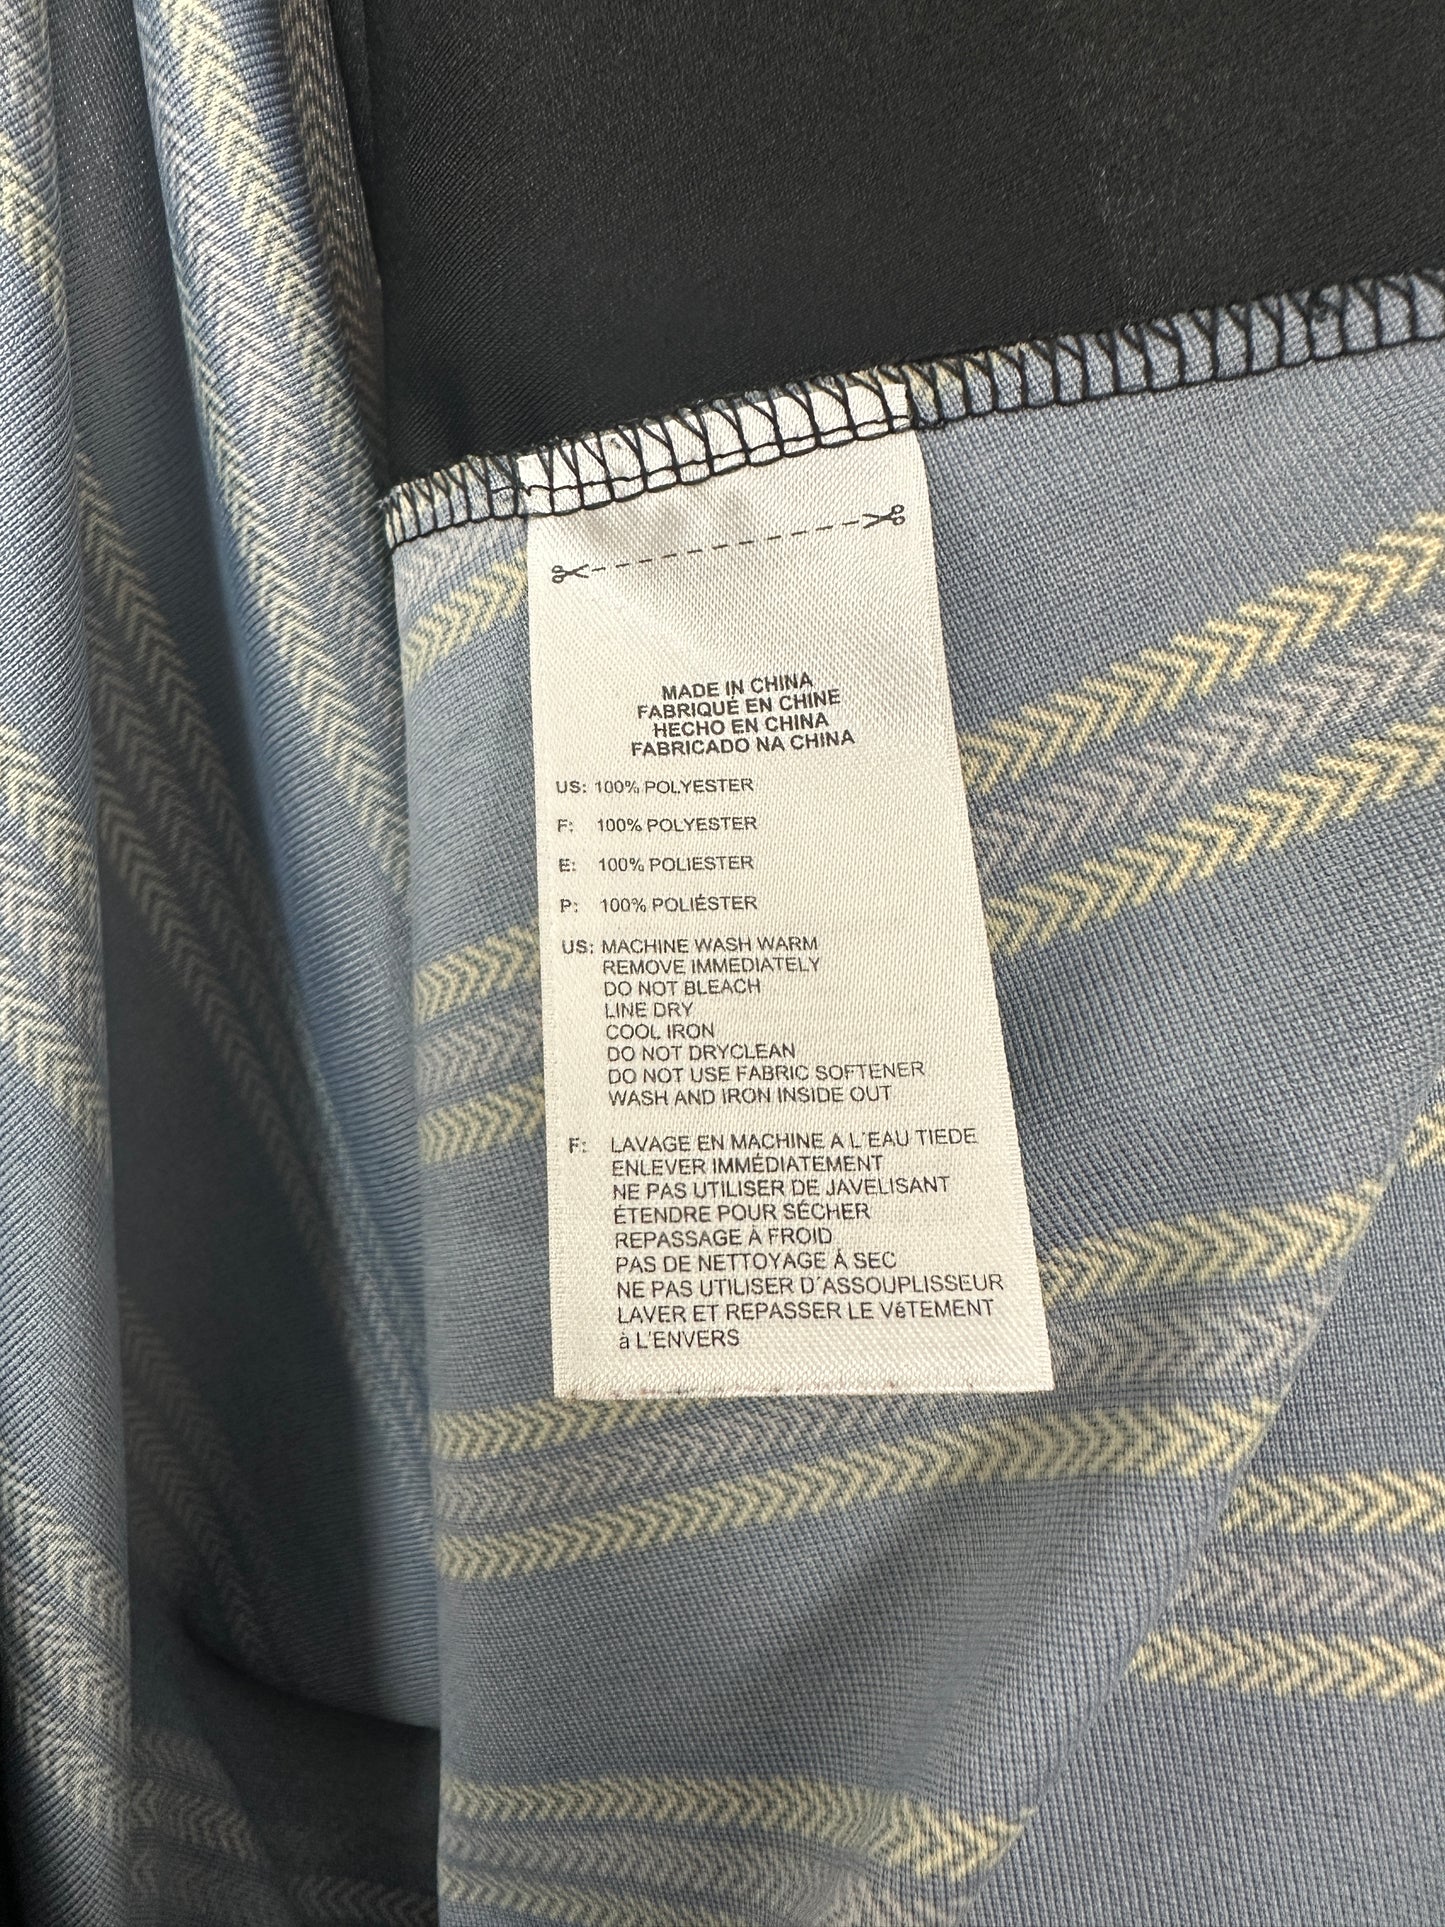 MADE IN CHINA
FABRIQUÉ EN CHINE
HECHO EN CHINA
FABRICADO NA CHINA
US: 100% POLYESTER
F: 100% POLYESTER
E: 100% POLIESTER
P: 100% POLIÉSTER
US: MACHINE WASH WARM
REMOVE IMMEDIATELY
DO NOT BLEACH
LINE DRY
COOL IRON
DO NOT DRYCLEAN
DO NOT USE FABRIC SOFTENER
WASH AND IRON INSIDE OUT
F: LAVAGE EN MACHINE A L´EAU TIEDE
ENLEVER IMMÉDIATEMENT
NE PAS UTILISER DE JAVELISANT
ÉTENDRE POUR SÉCHER
REPASSAGE À FROID
PAS DE NETTOYAGE À SEC
NE PAS UTILISER D´ASSOUPLISSEUR
LAVER ET REPASSER LE VêTEMENT
à L'ENVERS